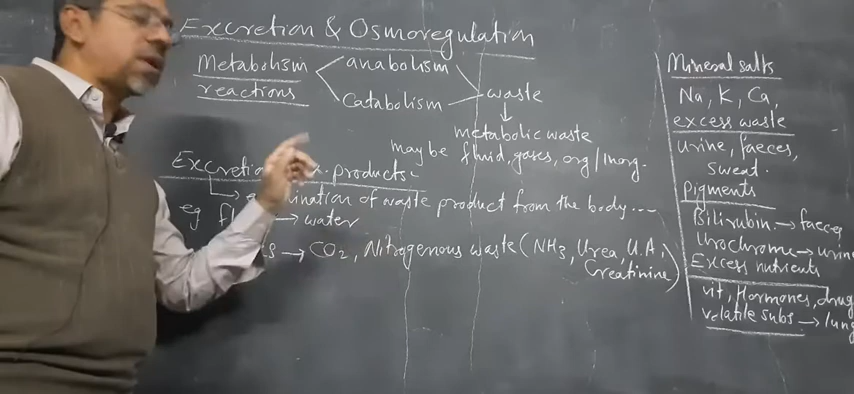 Excretion & Osmoregulation
Metabolism anabolism
reactions Catabolism waste
metabolic waste
may be fluid, gases, org/Inorg.
Excretion products-
elimination of waste product from the body...
eg → water
→ CO2, Nitrogenous waste (NH3, Urea, U.A,
Creatinine)
Mineral salts
Na, K, Ca,
excess waste
urine, faeces,
sweat.
Pigments
Bilirubin → faeces
Urochrome → urine
Excess nutrients
vit, Hormones, drug
volatile subs → lung